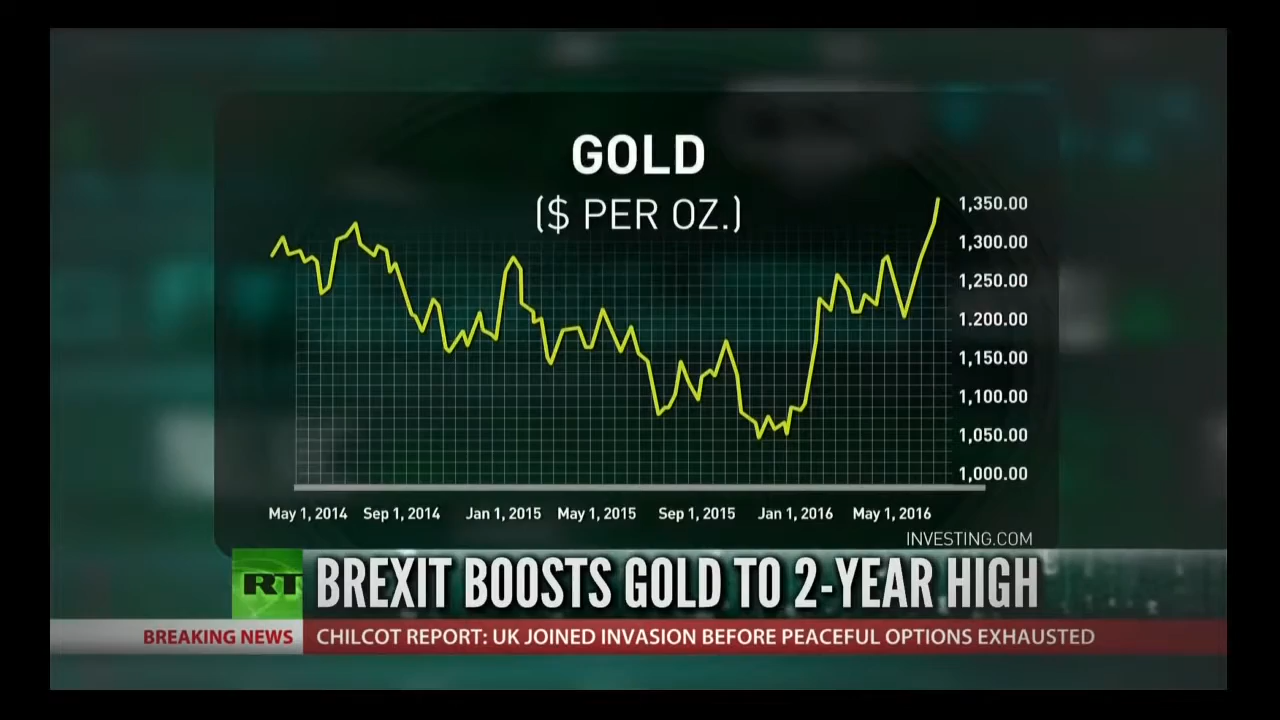 GOLD
($ PER OZ.)
1,350.00
1,300.00
1,250.00
1.200.00
1,150.00
1,100.00
1,050.00
1,000.00
May 1, 2014 Sep 1, 2014 Jan 1, 2015 May 1, 2015 Sep 1, 2015 Jan 1, 2016 May 1, 2016
INVESTING.COM
RT BREXIT BOOSTS GOLD TO 2-YEAR HIGH
BREAKING NEWS CHILCOT REPORT: UK JOINED INVASION BEFORE PEACEFUL OPTIONS EXHAUSTED